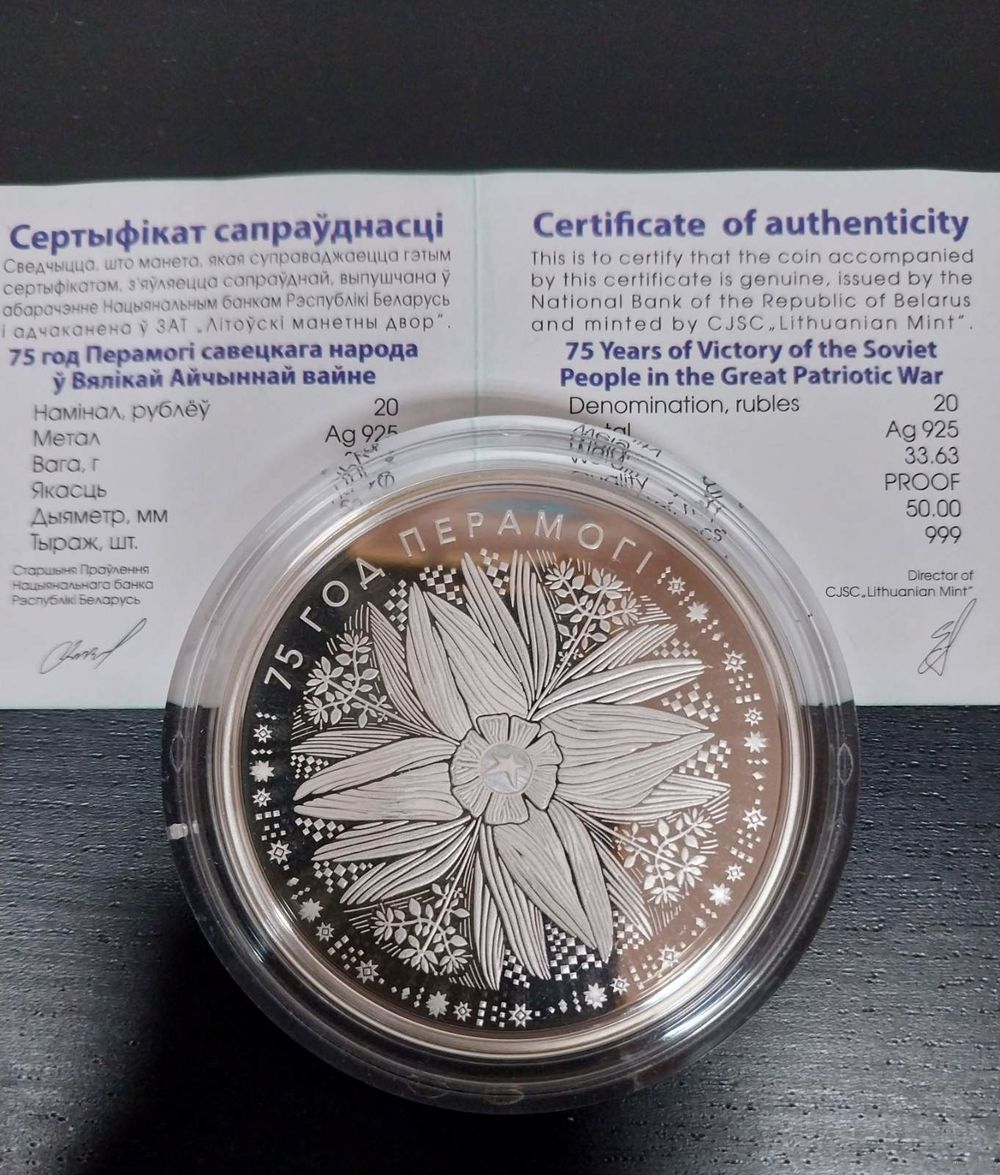 Сертыфікат сапраўднасці
Сведчыцца, што манета, якая суправаджаецца гэтым
сертыфікатам, з'яўляецца сапраўднай, выпушчана ў
абарачэнне Нацыянальным банкам Рэспублікі Беларусь
і адчаканена ў ЗАТ „Літоўскі манетны двор”.
75 год Перамогі савецкага народа
ў Вялікай Айчыннай вайне
Намінал, рублёў 20
Метал Ag 925
Вага, г
Якасць
Дыяметр, мм
Тыраж, шт.
Старшыня Праўлення
Нацыянальнага банка
Рэспублікі Беларусь
Certificate of authenticity
This is to certify that the coin accompanied
by this certificate is genuine, issued by the
National Bank of the Republic of Belarus
and minted by CJSC„Lithuanian Mint”.
75 Years of Victory of the Soviet
People in the Great Patriotic War
Denomination, rubles 20
Ag 925
33.63
PROOF
50.00
999
Director of
CJSC„Lithuanian Mint”
75 ГОД ПЕРАМОГІ